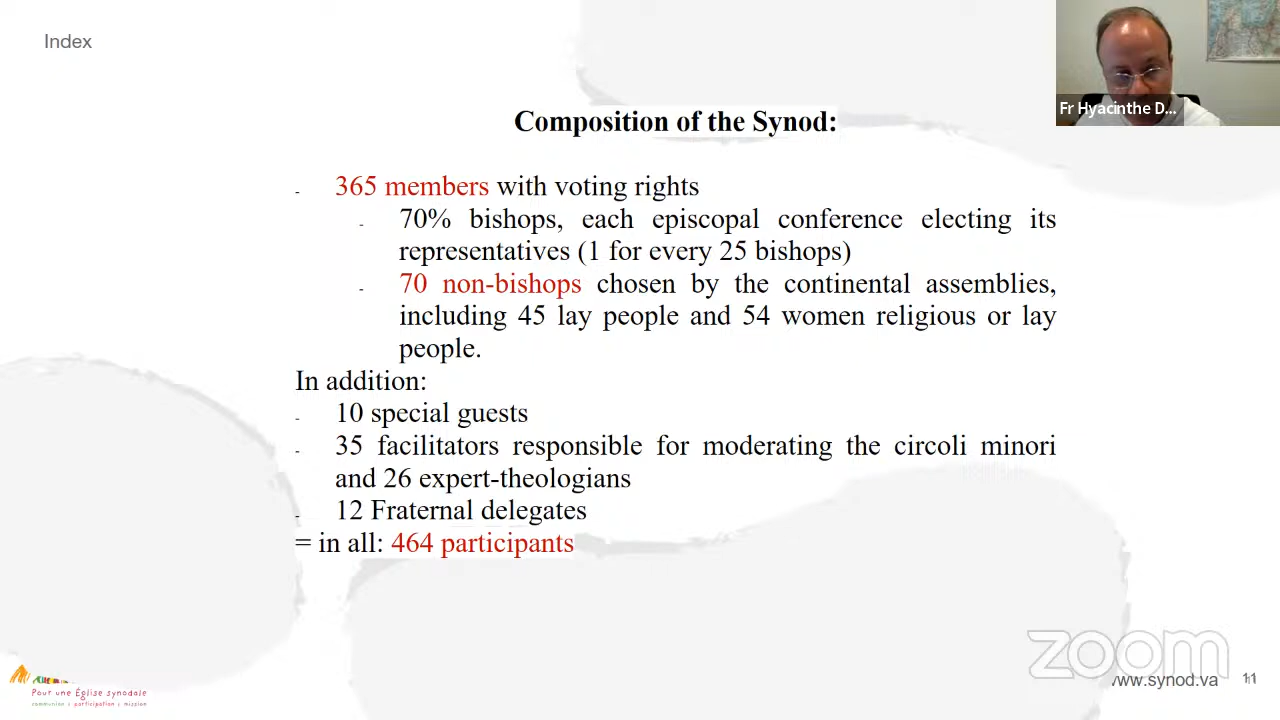 Index
Fr Hyacinthe D...
Composition of the Synod:
- 365 members with voting rights
- 70% bishops, each episcopal conference electing its
representatives (1 for every 25 bishops)
- 70 non-bishops chosen by the continental assemblies,
including 45 lay people and 54 women religious or lay
people.
In addition:
- 10 special guests
- 35 facilitators responsible for moderating the circoli minori
and 26 expert-theologians
- 12 Fraternal delegates
= in all: 464 participants
Pour une Église synodale
communion | participation | mission
zoom
www.synod.va
11